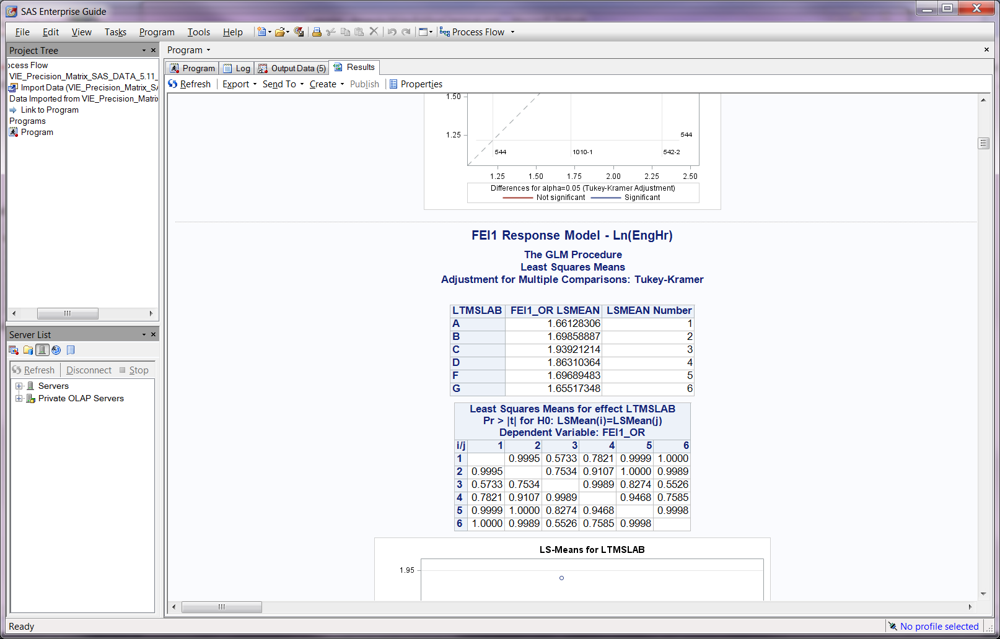 SAS Enterprise Guide
File Edit View Tasks Program Tools Help Process Flow
Project Tree
ocess Flow
VIE_Precision_Matrix_SAS_DATA_5.11_
Import Data (VIE_Precision_Matrix_SA
Data Imported from VIE_Precision_Matrix
Link to Program
Programs
Program
Server List
Refresh Disconnect Stop
Servers
Private OLAP Servers
Program
Program Log Output Data (5) Results
Refresh Export Send To Create Publish Properties
1.50
1.25
544
544 1010-1 542-2
1.25 1.50 1.75 2.00 2.25 2.50
Differences for alpha=0.05 (Tukey-Kramer Adjustment)
Not significant Significant
FEI1 Response Model - Ln(EngHr)
The GLM Procedure
Least Squares Means
Adjustment for Multiple Comparisons: Tukey-Kramer
LTMSLAB FEI1_OR LSMEAN LSMEAN Number
A 1.66128306 1
B 1.69858887 2
C 1.93921214 3
D 1.86310364 4
F 1.69689483 5
G 1.65517348 6
Least Squares Means for effect LTMSLAB
Pr > |t| for H0: LSMean(i)=LSMean(j)
Dependent Variable: FEI1_OR
i/j 1 2 3 4 5 6
1 0.9995 0.5733 0.7821 0.9999 1.0000
2 0.9995 0.7534 0.9107 1.0000 0.9989
3 0.5733 0.7534 0.9989 0.8274 0.5526
4 0.7821 0.9107 0.9989 0.9468 0.7585
5 0.9999 1.0000 0.8274 0.9468 0.9998
6 1.0000 0.9989 0.5526 0.7585 0.9998
LS-Means for LTMSLAB
1.95
Ready
No profile selected